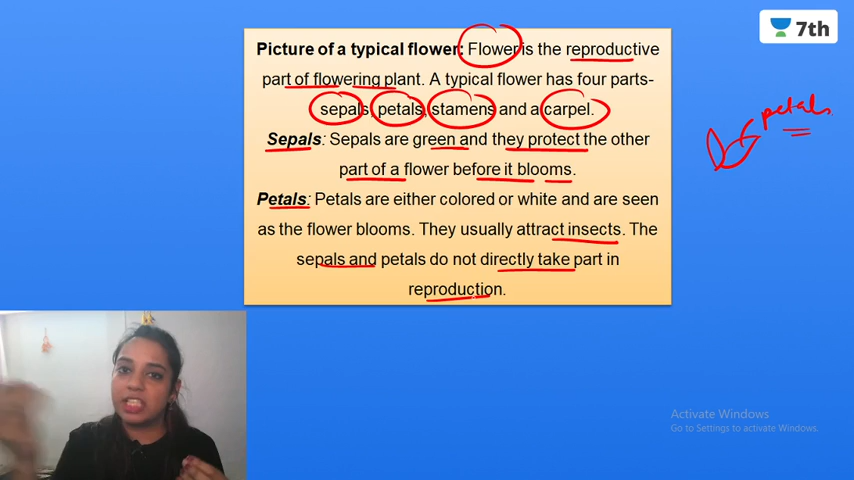 7th
Picture of a typical flower: Flower is the reproductive
part of flowering plant. A typical flower has four parts-
sepals, petals, stamens and a carpel.
petals
Sepals: Sepals are green and they protect the other
part of a flower before it blooms.
Petals: Petals are either colored or white and are seen
as the flower blooms. They usually attract insects. The
sepals and petals do not directly take part in
reproduction.
Activate Windows
Go to Settings to activate Windows.